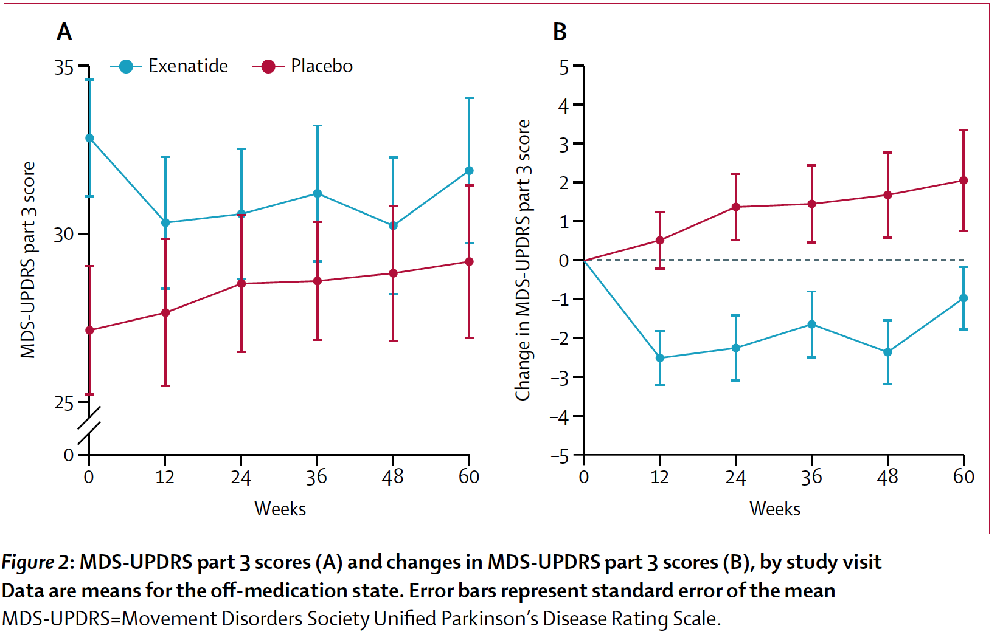 A
B
Exenatide
Placebo
35
30
25
0
MDS-UPDRS part 3 score
0
12
24
36
48
60
Weeks
5
4
3
2
1
0
–1
–2
–3
–4
–5
Change in MDS-UPDRS part 3 score
0
12
24
36
48
60
Weeks
Figure 2: MDS-UPDRS part 3 scores (A) and changes in MDS-UPDRS part 3 scores (B), by study visit
Data are means for the off-medication state. Error bars represent standard error of the mean
MDS-UPDRS=Movement Disorders Society Unified Parkinson’s Disease Rating Scale.